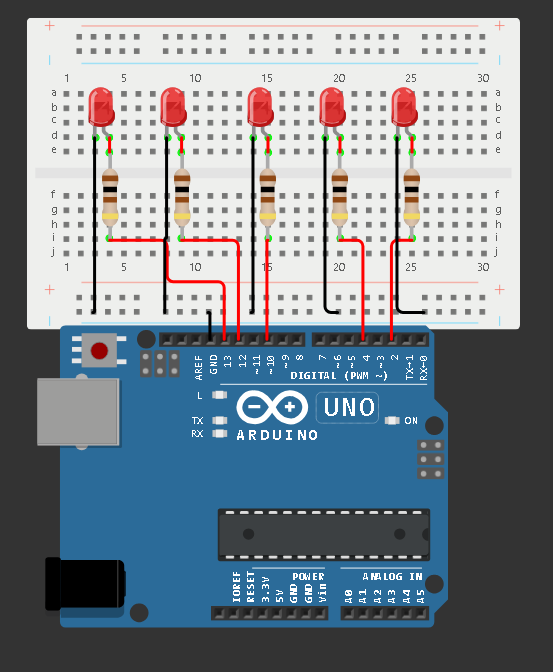 + +
1 5 10 15 20 25 30
a a
b b
c c
d d
e e
f f
g g
h h
i i
j j
1 5 10 15 20 25 30
+ +
AREF GND 13 12 ~11 ~10 ~9 8 7 ~6 ~5 4 ~3 2 TX→1 RX←0
DIGITAL (PWM ~)
L
TX
RX
UNO
ARDUINO
ON
POWER
ANALOG IN
IOREF RESET 3.3V 5V GND GND Vin A0 A1 A2 A3 A4 A5